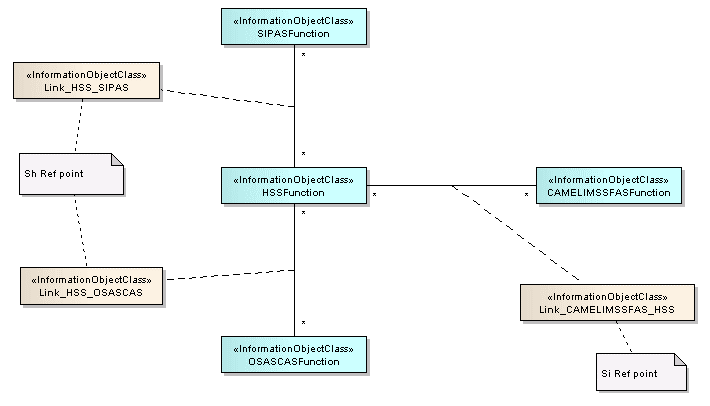 «InformationObjectClass»
SIPASFunction
*
«InformationObjectClass»
Link_HSS_SIPAS
*
Sh Ref point
«InformationObjectClass»
HSSFunction
*
*
*
«InformationObjectClass»
CAMELIMSSFASFunction
«InformationObjectClass»
Link_HSS_OSASCAS
«InformationObjectClass»
Link_CAMELIMSSFAS_HSS
*
«InformationObjectClass»
OSASCASFunction
Si Ref point